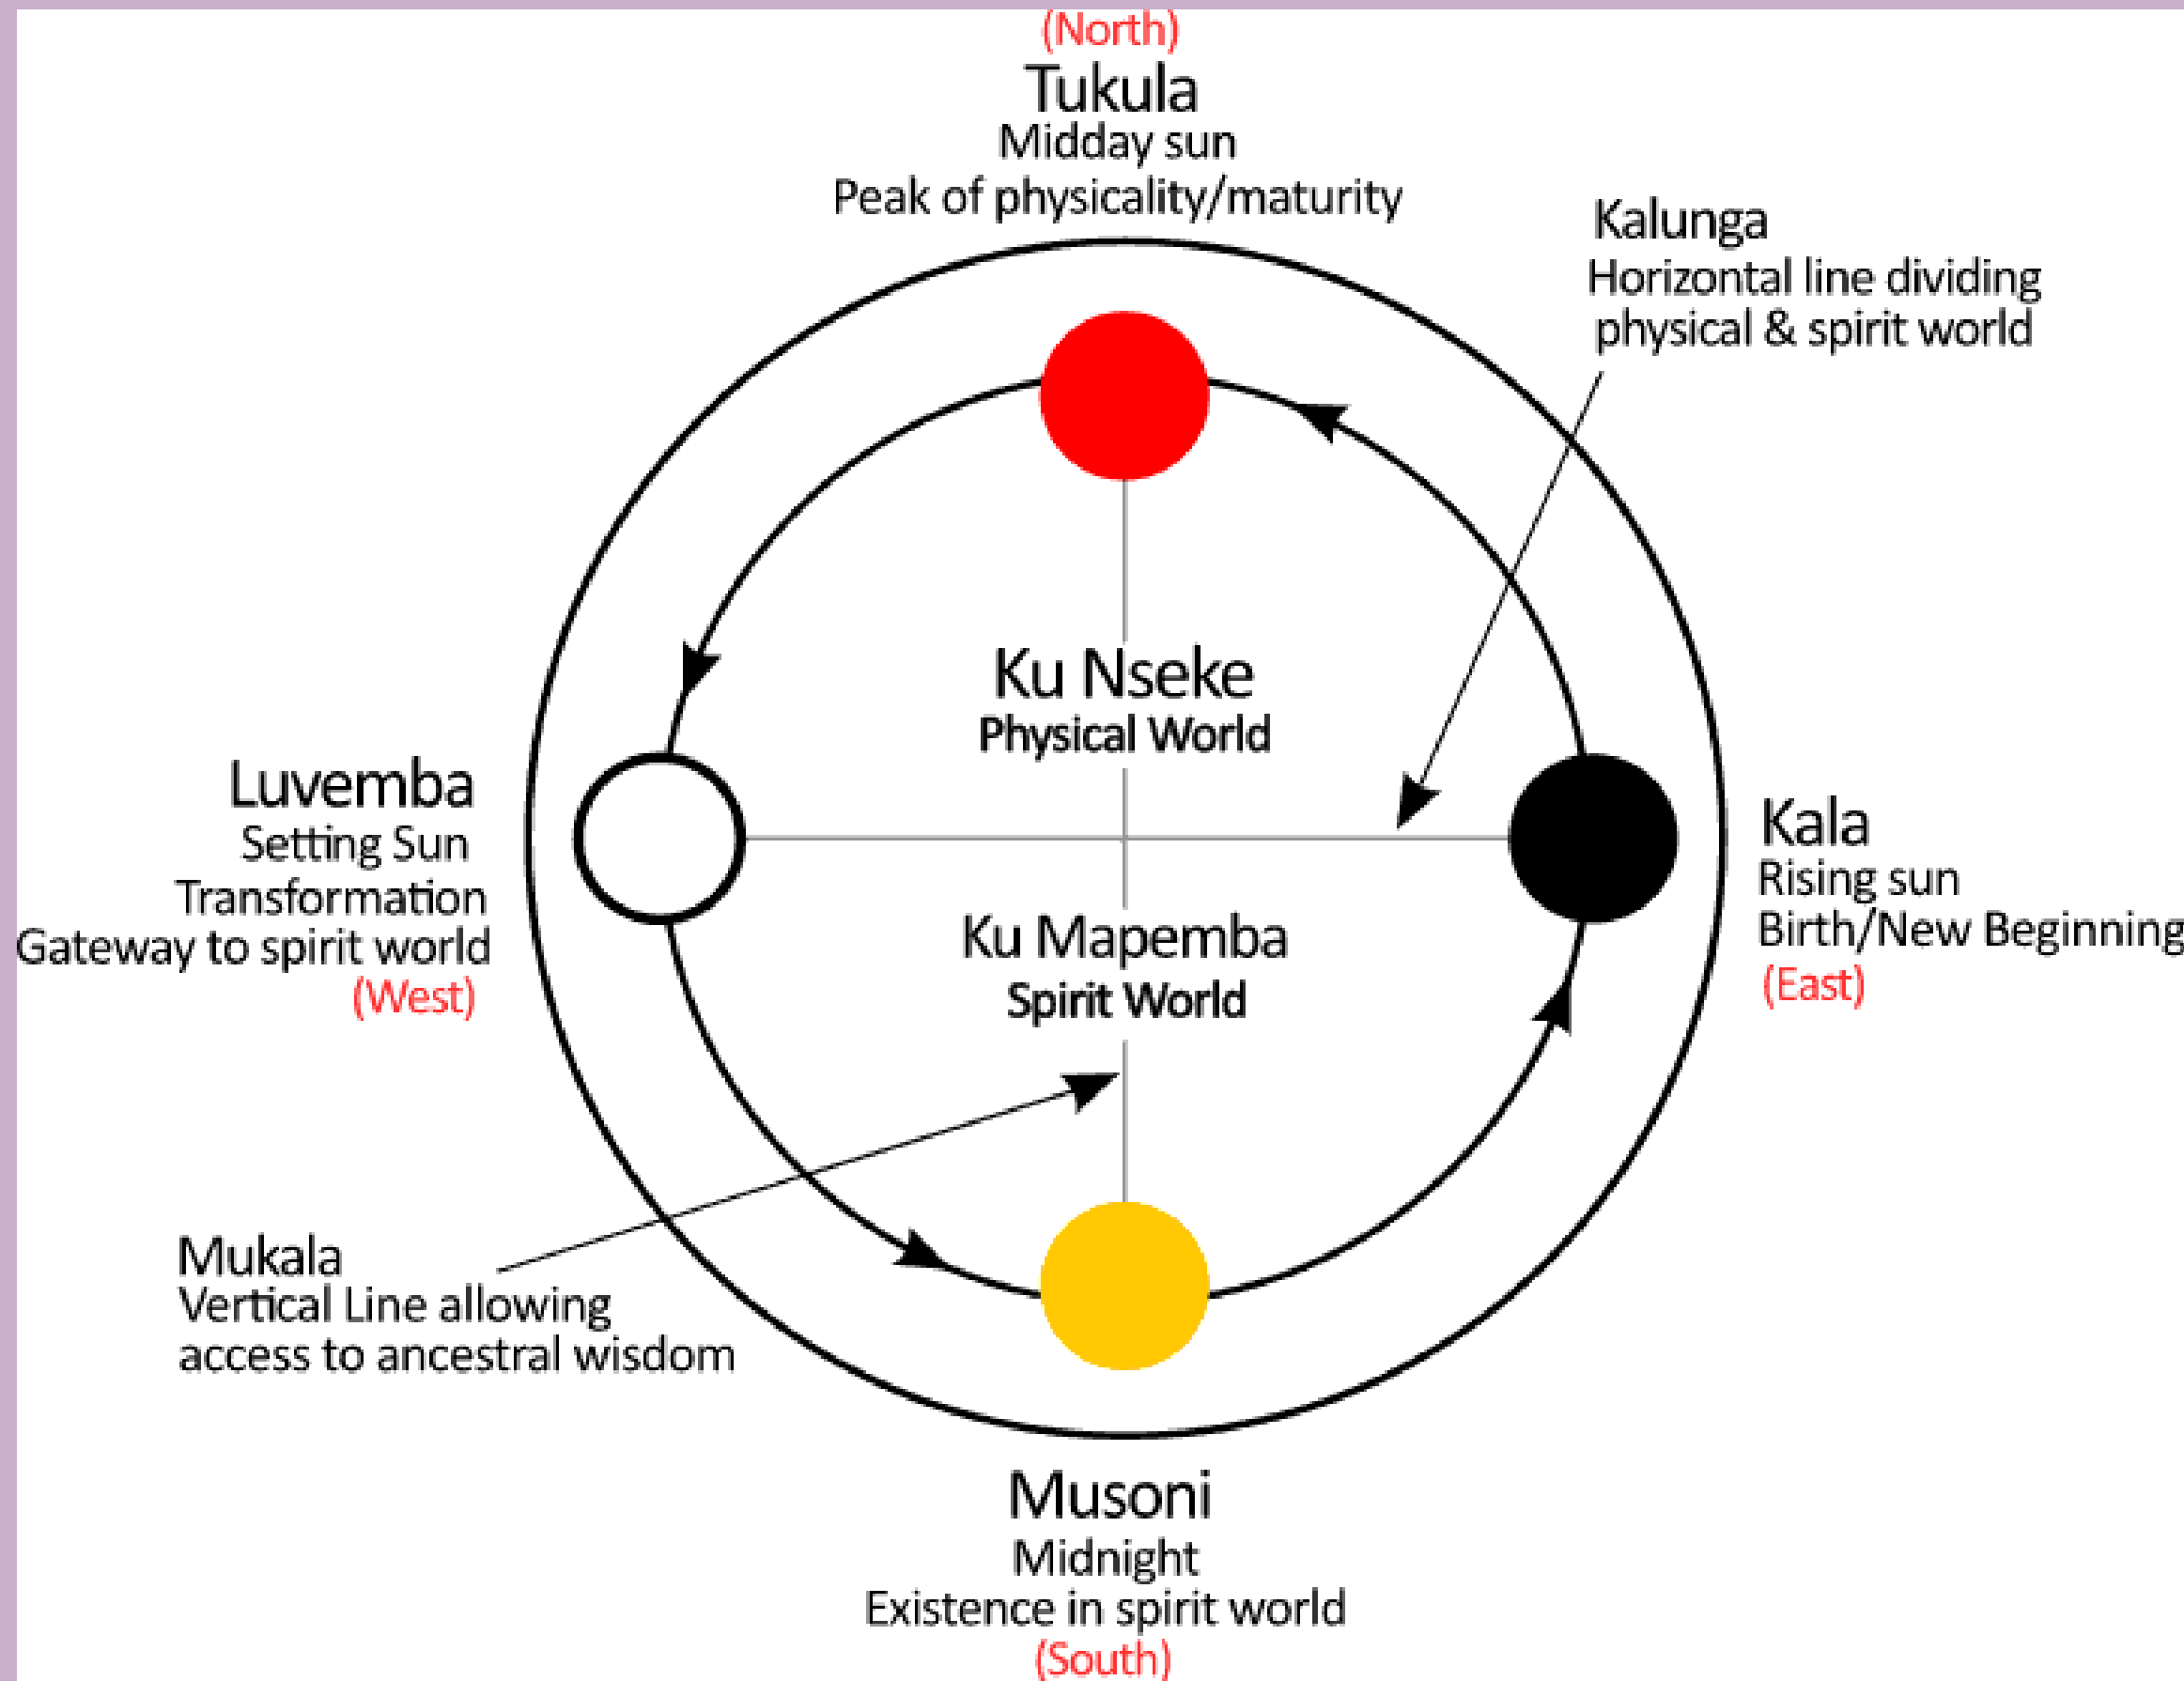 (North)
Tukula
Midday sun
Peak of physicality/maturity
Kalunga
Horizontal line dividing
physical & spirit world
Ku Nseke
Physical World
Luvemba
Setting Sun
Transformation
Gateway to spirit world
(West)
Kala
Rising sun
Birth/New Beginning
(East)
Ku Mapemba
Spirit World
Mukala
Vertical Line allowing
access to ancestral wisdom
Musoni
Midnight
Existence in spirit world
(South)